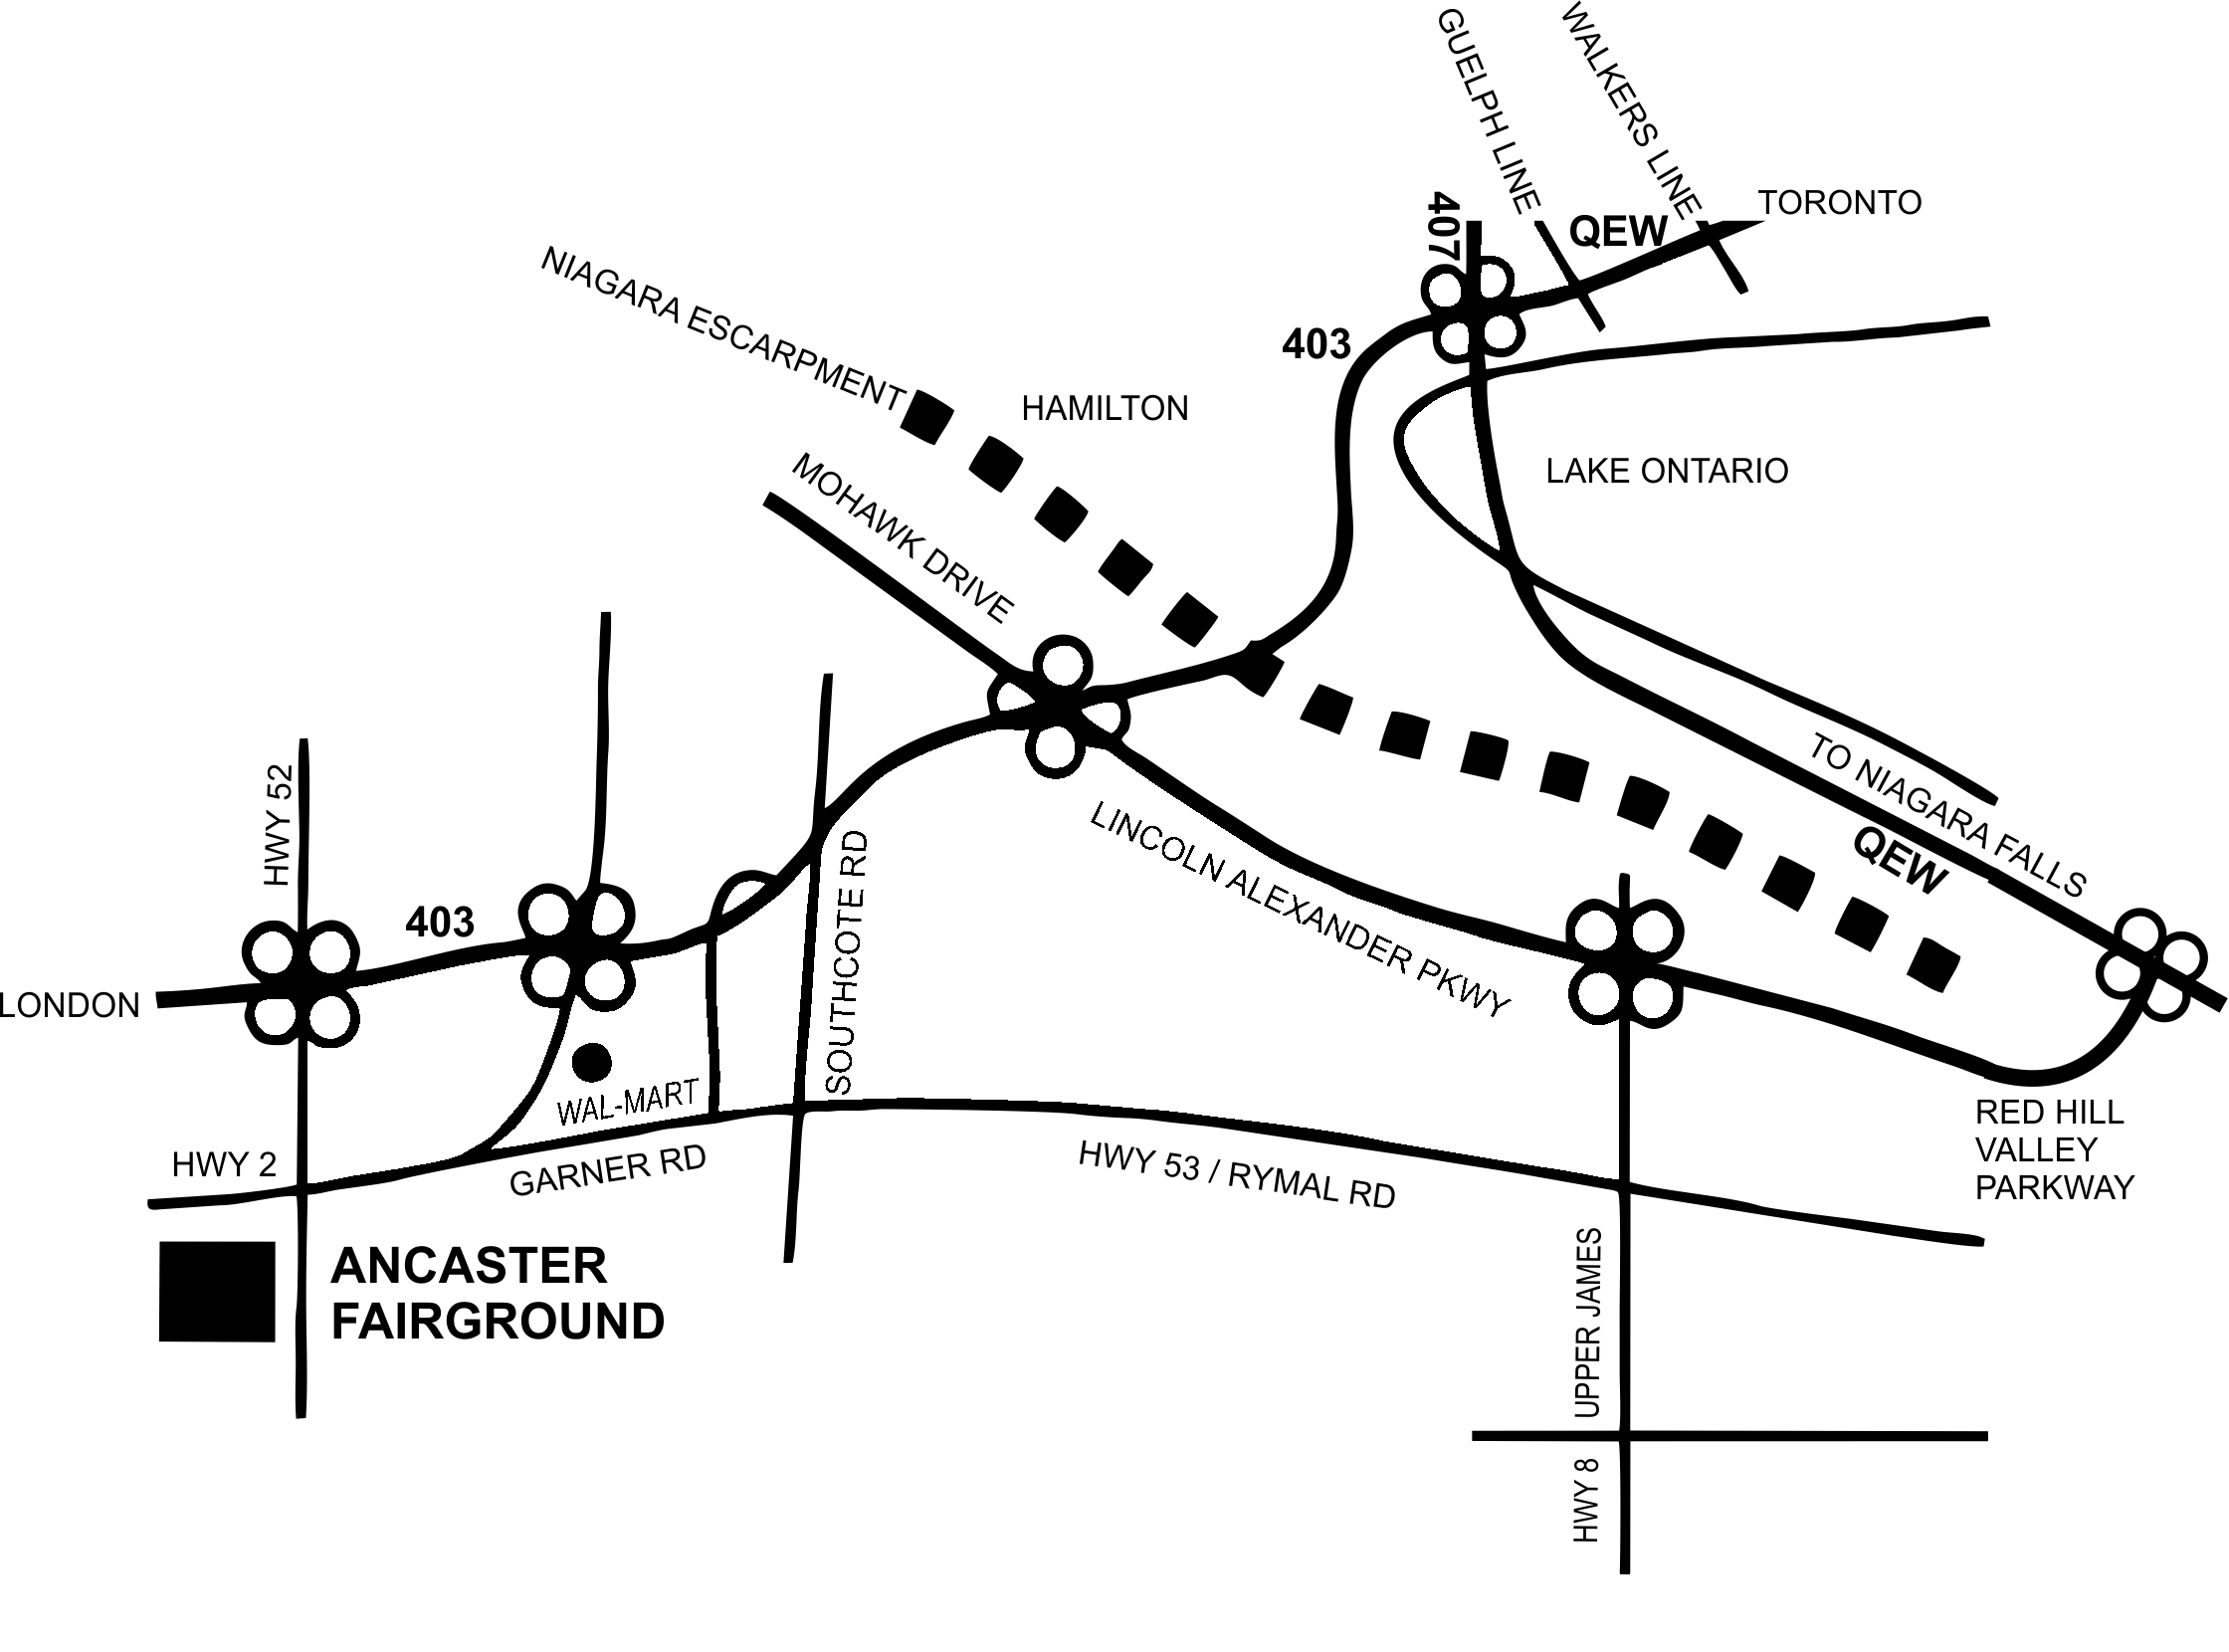 GUELPH LINE
WALKERS LINE
407
QEW
TORONTO
NIAGARA ESCARPMENT
403
HAMILTON
MOHAWK DRIVE
LAKE ONTARIO
HWY 52
403
SOUTHCOTE RD
LINCOLN ALEXANDER PKWY
TO NIAGARA FALLS
QEW
LONDON
WAL-MART
HWY 2
GARNER RD
HWY 53 / RYMAL RD
RED HILL
VALLEY
PARKWAY
ANCASTER
FAIRGROUND
UPPER JAMES
HWY 8